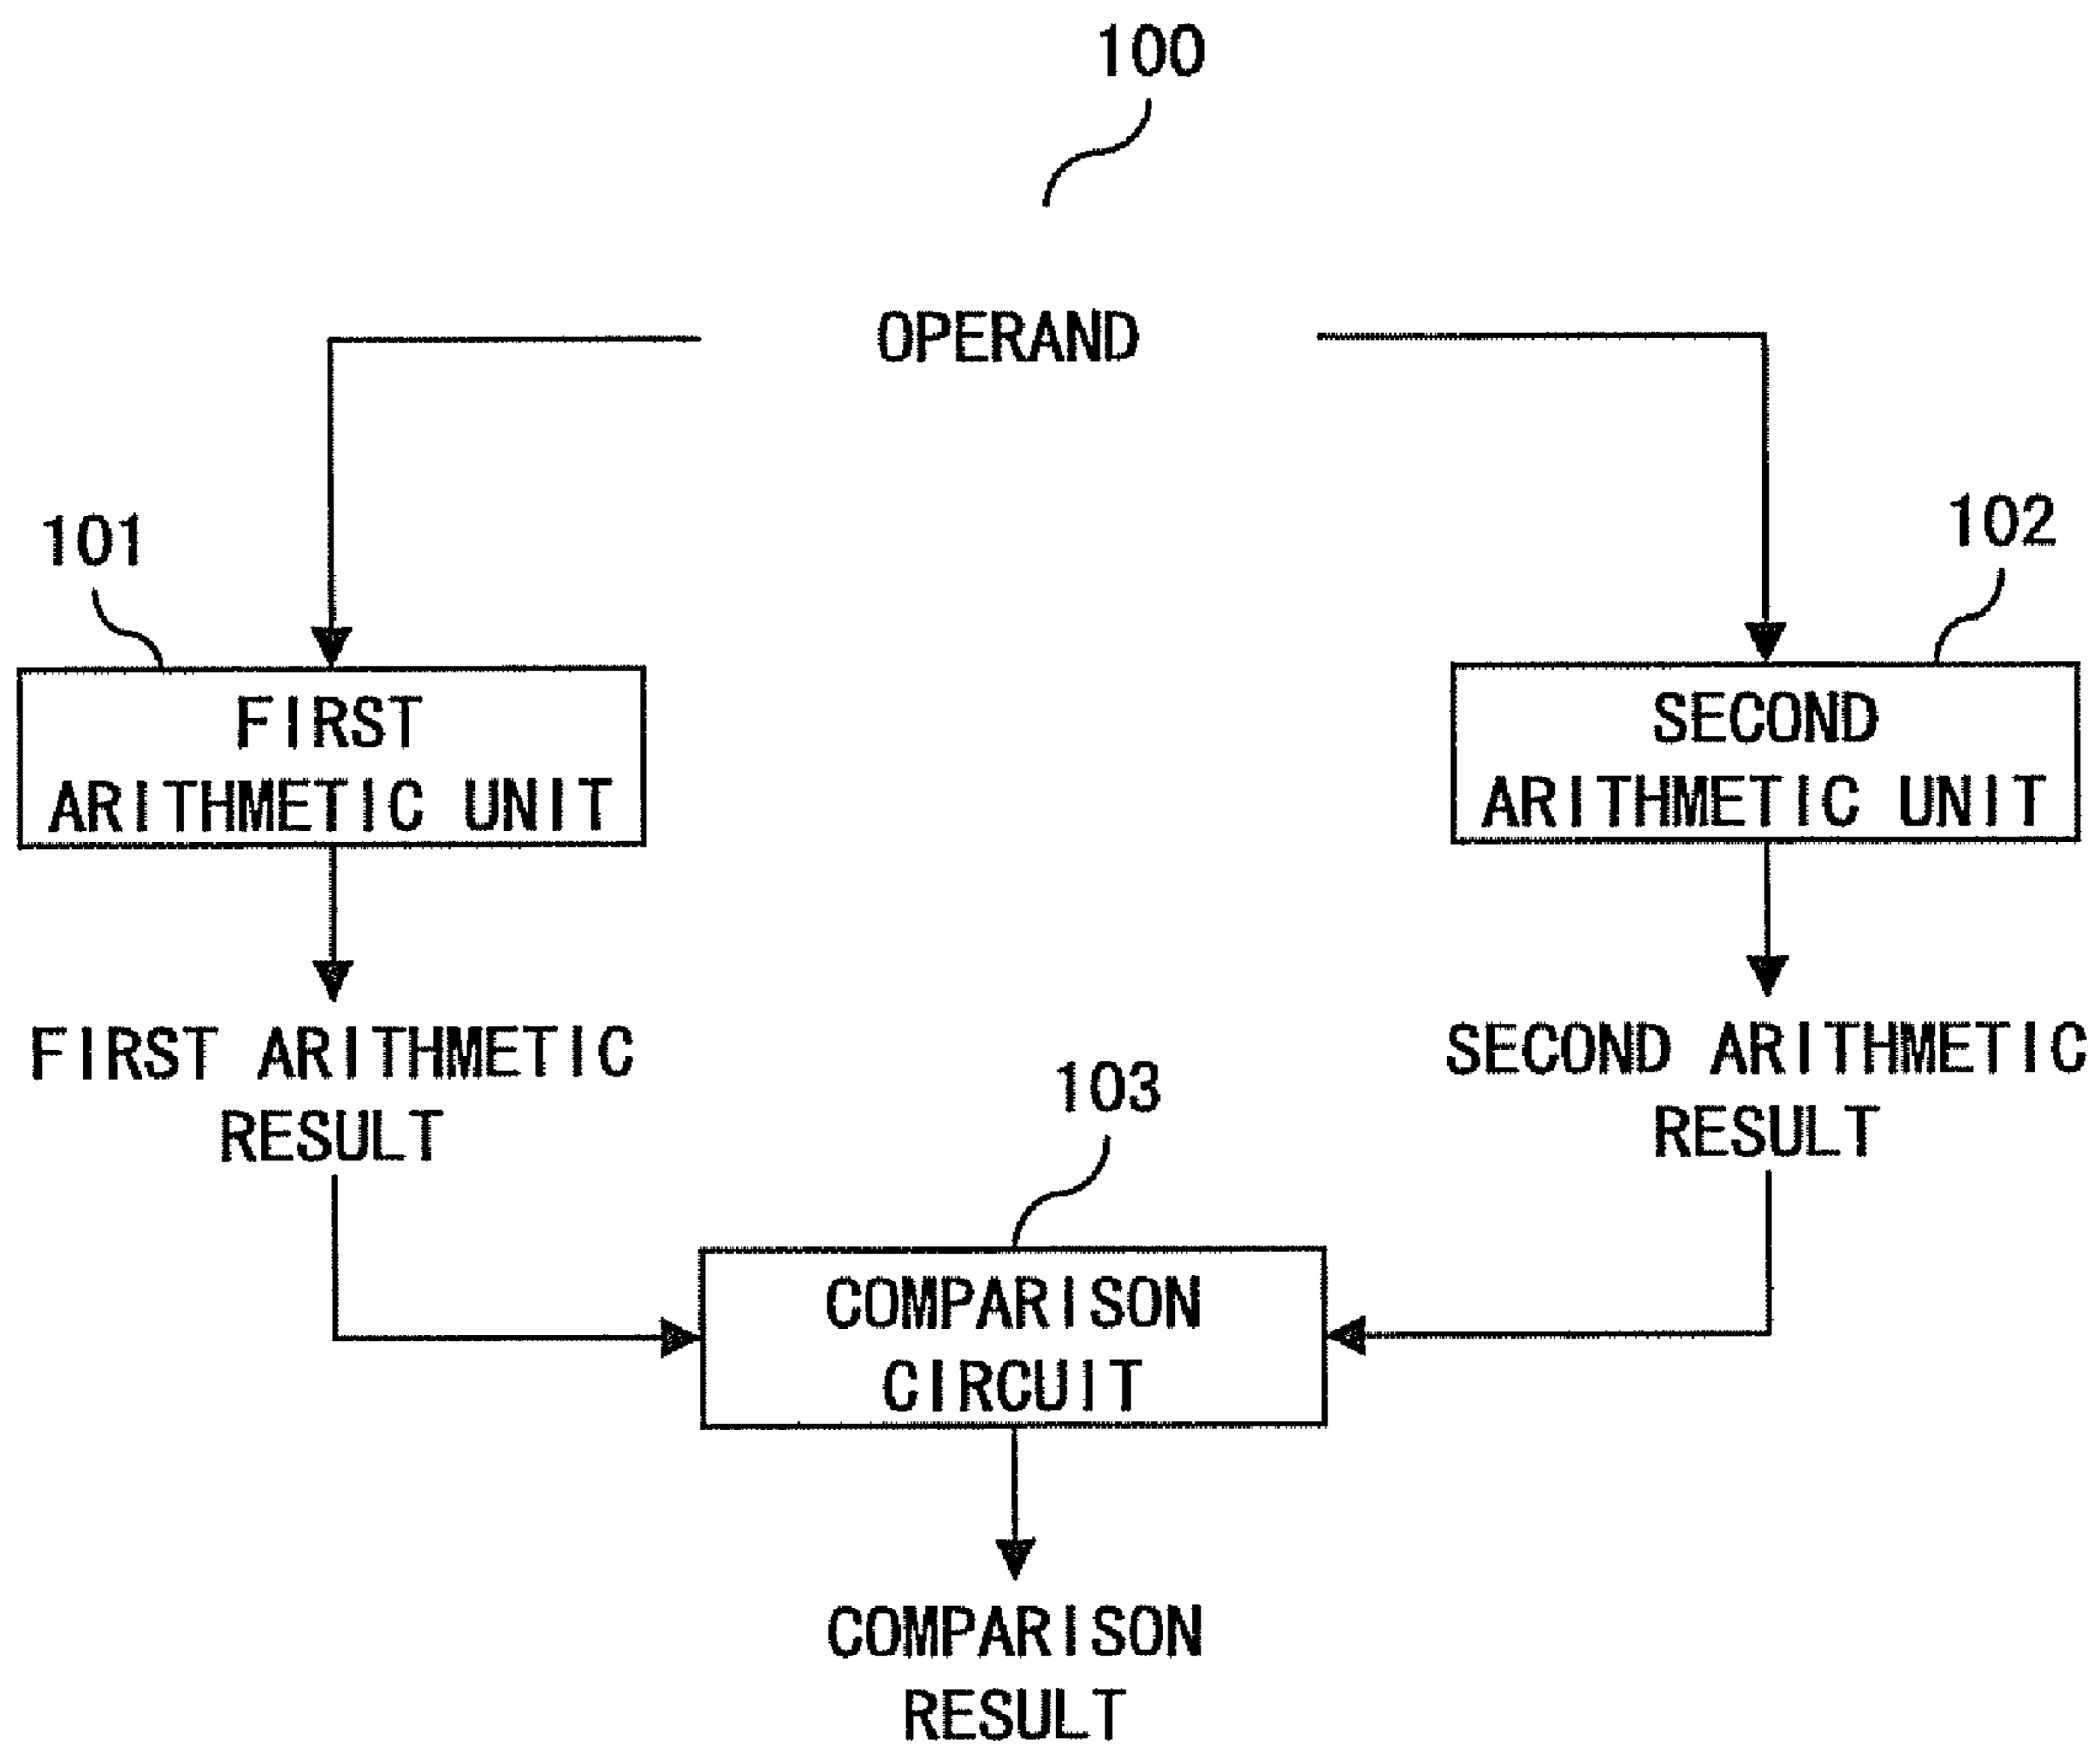 100
OPERAND
101
102
FIRST
ARITHMETIC UNIT
SECOND
ARITHMETIC UNIT
FIRST ARITHMETIC
RESULT
SECOND ARITHMETIC
RESULT
103
COMPARISON
CIRCUIT
COMPARISON
RESULT